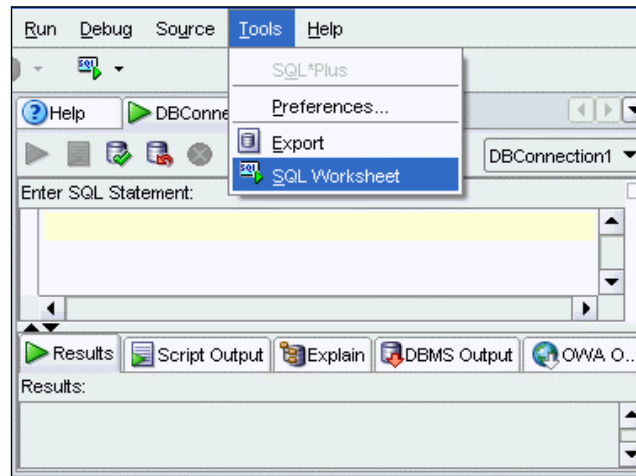 Run Debug Source Tools Help
SQL
SQL*Plus
Preferences...
Export
SQL Worksheet
Help DBConne
DBConnection1
Enter SQL Statement:
Results Script Output Explain DBMS Output OWA O...
Results: